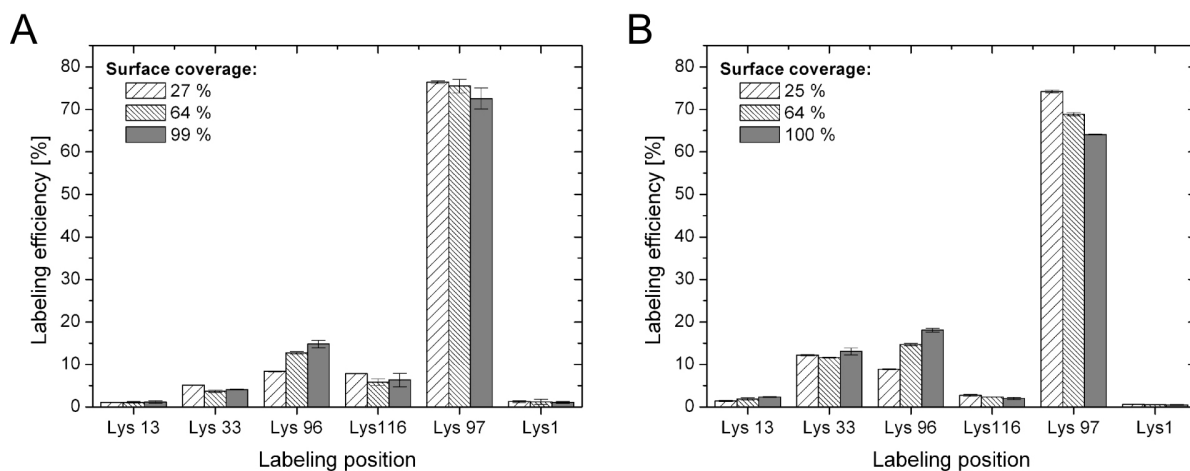 A
Surface coverage:
27 %
64 %
99 %
Labeling efficiency [%]
80
70
60
50
40
30
20
10
0
Lys 13 Lys 33 Lys 96 Lys116 Lys 97 Lys1
Labeling position
B
Surface coverage:
25 %
64 %
100 %
Labeling efficiency [%]
80
70
60
50
40
30
20
10
0
Lys 13 Lys 33 Lys 96 Lys116 Lys 97 Lys1
Labeling position